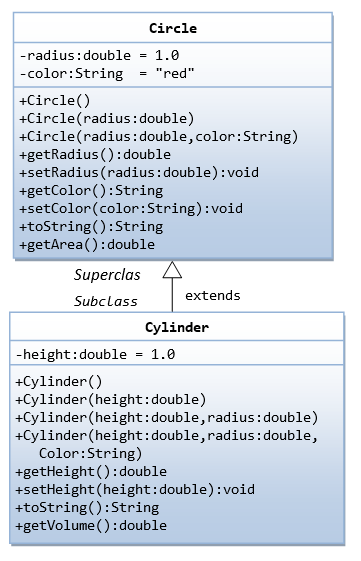 Circle
-radius:double = 1.0
-color:String  = "red"
+Circle()
+Circle(radius:double)
+Circle(radius:double,color:String)
+getRadius():double
+setRadius(radius:double):void
+getColor():String
+setColor(color:String):void
+toString():String
+getArea():double
Superclas
Subclass
extends
Cylinder
-height:double = 1.0
+Cylinder()
+Cylinder(height:double)
+Cylinder(height:double,radius:double)
+Cylinder(height:double,radius:double,
Color:String)
+getHeight():double
+setHeight(height:double):void
+toString():String
+getVolume():double